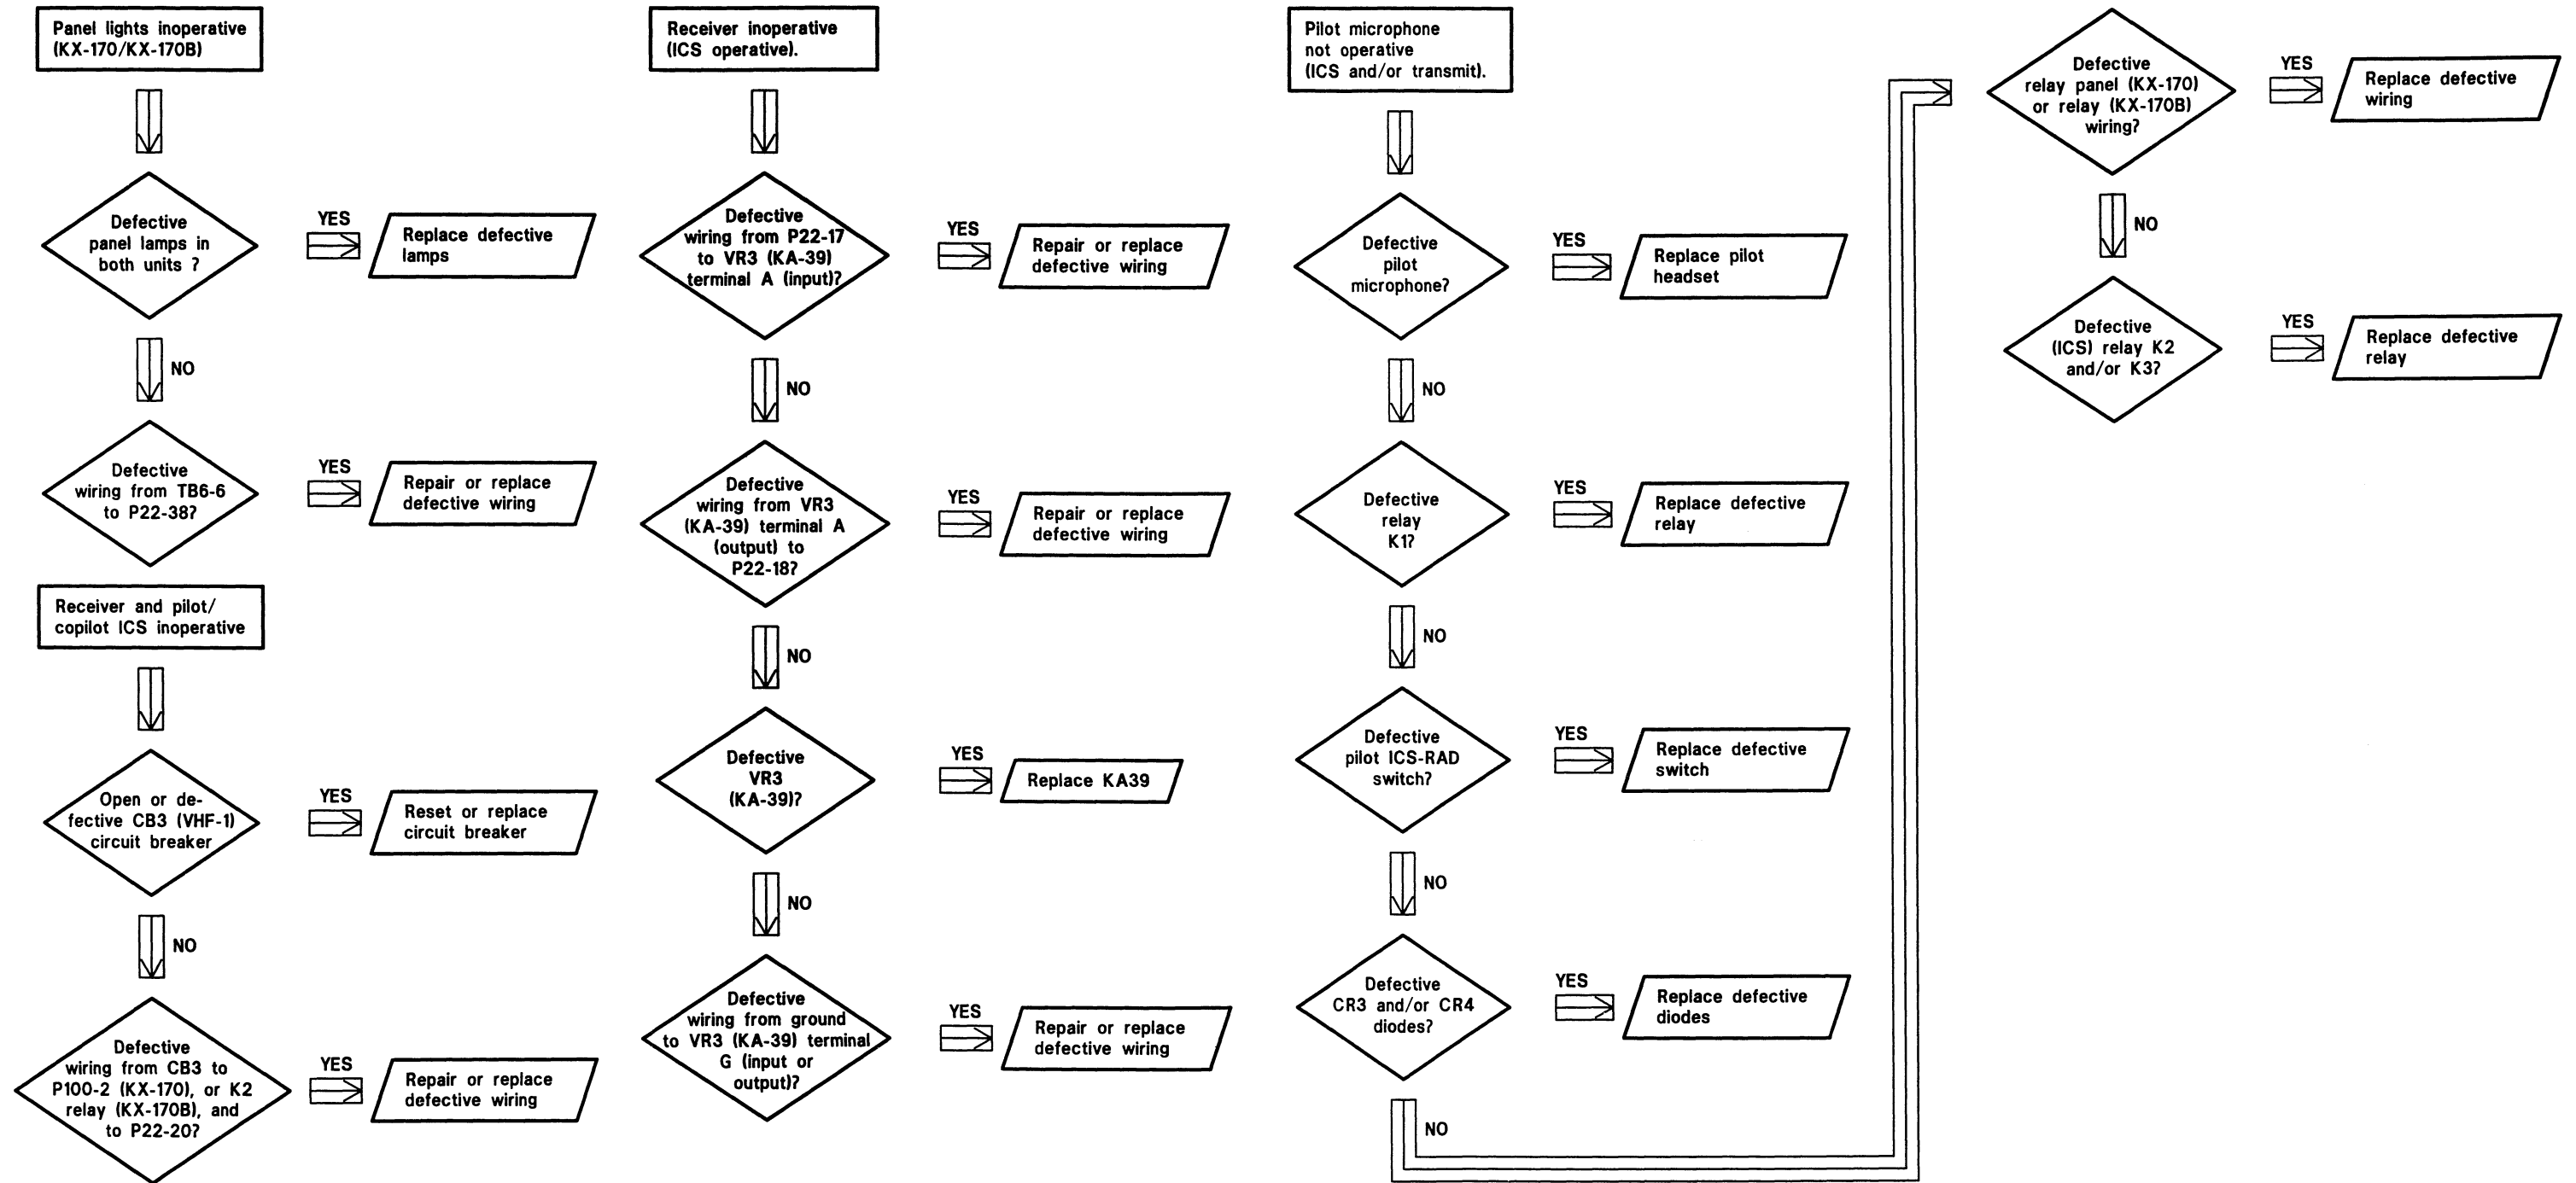 Panel lights inoperative
(KX-170/KX-170B)
Defective
panel lamps in
both units ?
YES
Replace defective
lamps
NO
Defective
wiring from TB6-6
to P22-38?
YES
Repair or replace
defective wiring
Receiver and pilot/
copilot ICS inoperative
Open or de-
fective CB3 (VHF-1)
circuit breaker
YES
Reset or replace
circuit breaker
NO
Defective
wiring from CB3 to
P100-2 (KX-170), or K2
relay (KX-170B), and
to P22-20?
YES
Repair or replace
defective wiring
Receiver inoperative
(ICS operative).
Defective
wiring from P22-17
to VR3 (KA-39)
terminal A (input)?
YES
Repair or replace
defective wiring
NO
Defective
wiring from VR3
(KA-39) terminal A
(output) to
P22-18?
YES
Repair or replace
defective wiring
NO
Defective
VR3
(KA-39)?
YES
Replace KA39
NO
Defective
wiring from ground
to VR3 (KA-39) terminal
G (input or
output)?
YES
Repair or replace
defective wiring
Pilot microphone
not operative
(ICS and/or transmit).
Defective
pilot
microphone?
YES
Replace pilot
headset
NO
Defective
relay
K1?
YES
Replace defective
relay
NO
Defective
pilot ICS-RAD
switch?
YES
Replace defective
switch
NO
Defective
CR3 and/or CR4
diodes?
YES
Replace defective
diodes
NO
Defective
relay panel (KX-170)
or relay (KX-170B)
wiring?
YES
Replace defective
wiring
NO
Defective
(ICS) relay K2
and/or K3?
YES
Replace defective
relay